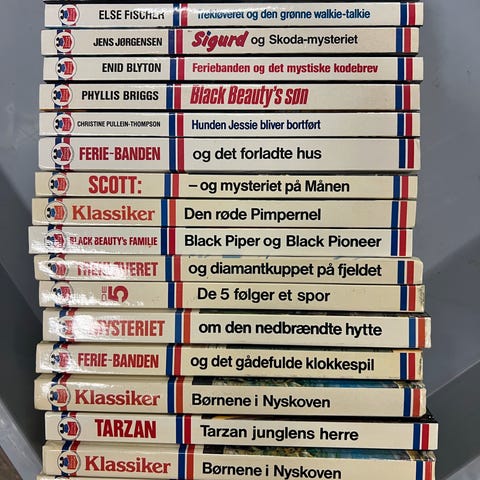 ELSE FISCHER Trekløveret og den grønne walkie-talkie
JENS JØRGENSEN Sigurd og Skoda-mysteriet
ENID BLYTON Feriebanden og det mystiske kodebrev
PHYLLIS BRIGGS Black Beauty's søn
CHRISTINE PULLEIN-THOMPSON Hunden Jessie bliver bortført
FERIE-BANDEN og det forladte hus
SCOTT: – og mysteriet på Månen
Klassiker Den røde Pimpernel
BLACK BEAUTY's FAMILIE Black Piper og Black Pioneer
TREKLØVERET og diamantkuppet på fjeldet
DE 5 De 5 følger et spor
MYSTERIET om den nedbrændte hytte
FERIE-BANDEN og det gådefulde klokkespil
Klassiker Børnene i Nyskoven
TARZAN Tarzan junglens herre
Klassiker Børnene i Nyskoven